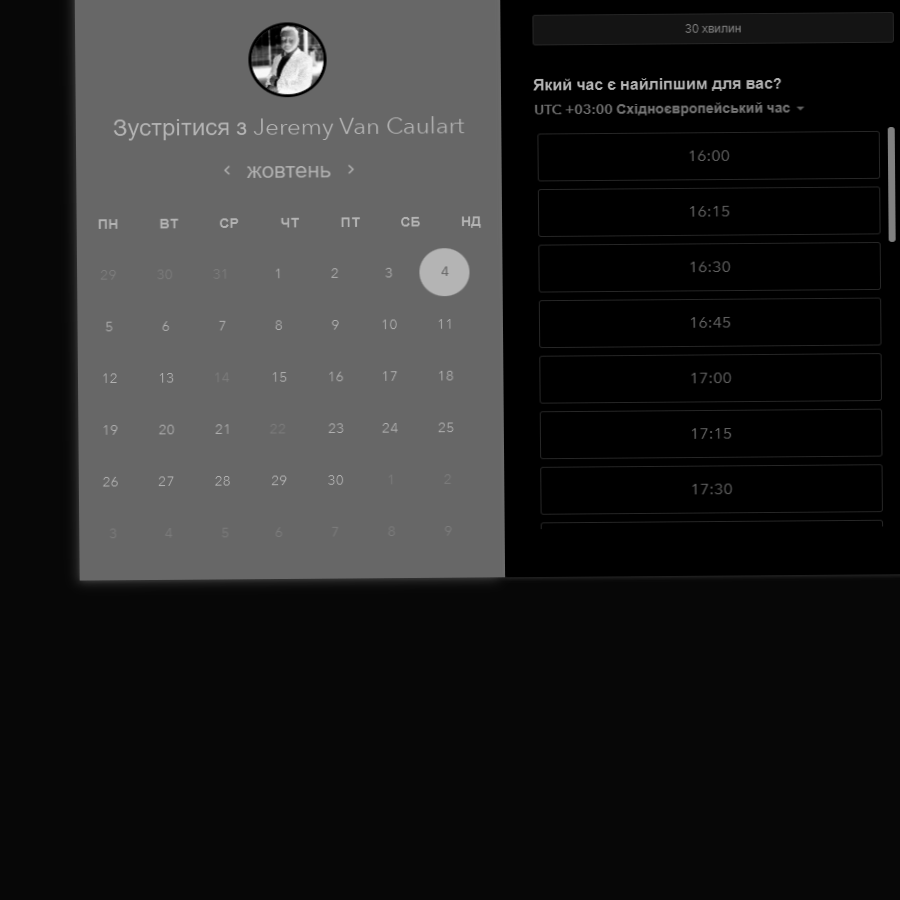 Зустрітися з Jeremy Van Caulart
жовтень
ПН ВТ СР ЧТ ПТ СБ НД
29 30 31 1 2 3 4
5 6 7 8 9 10 11
12 13 14 15 16 17 18
19 20 21 22 23 24 25
26 27 28 29 30 1 2
3 4 5 6 7 8 9
30 хвилин
Який час є найліпшим для вас?
UTC +03:00 Східноєвропейський час
16:00
16:15
16:30
16:45
17:00
17:15
17:30